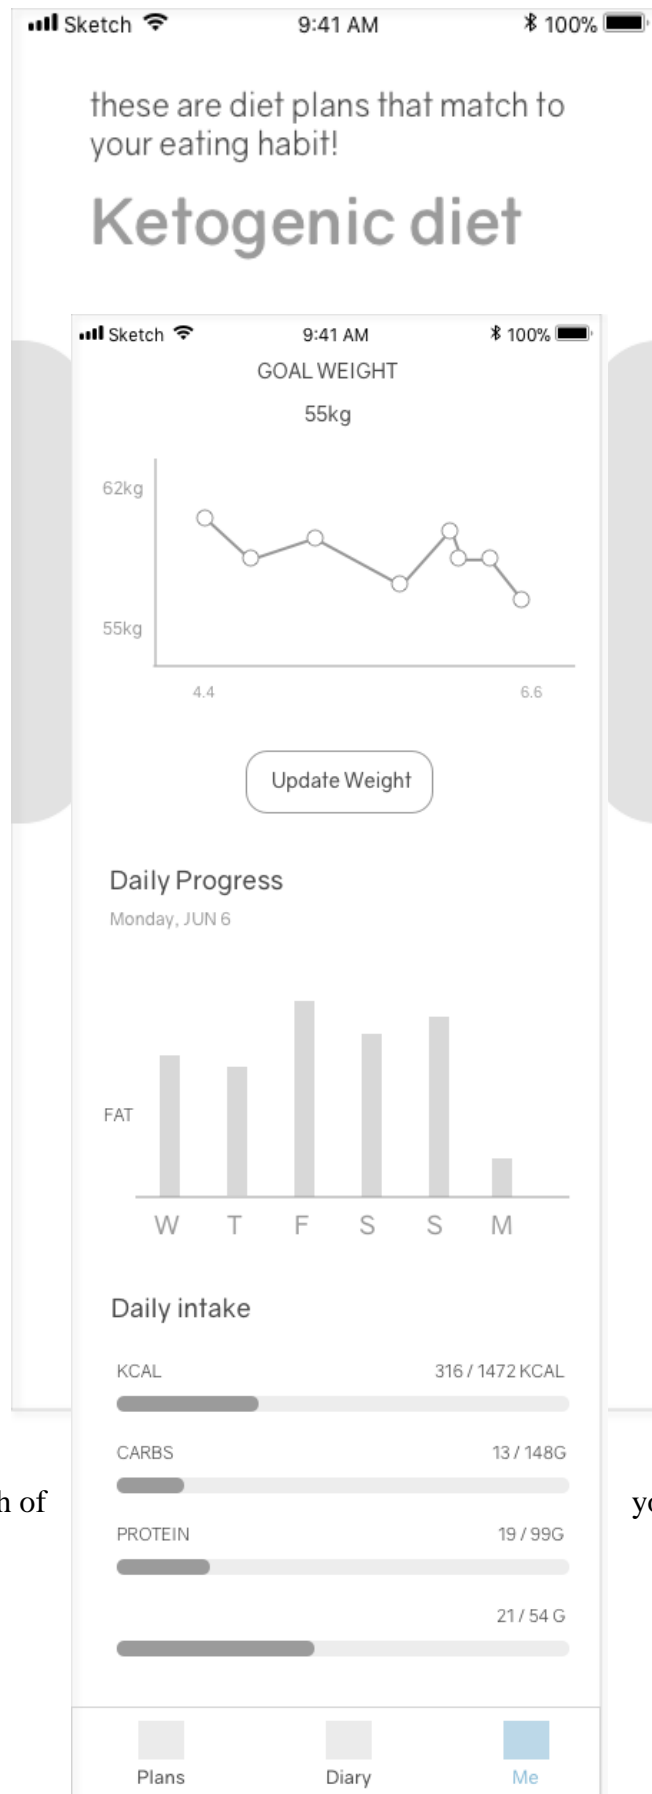 Sketch 9:41 AM 100%
these are diet plans that match to
your eating habit!
Ketogenic diet
Sketch 9:41 AM 100%
GOAL WEIGHT
55kg
62kg
55kg
4.4 6.6
Update Weight
Daily Progress
Monday, JUN 6
FAT
W T F S S M
Daily intake
KCAL 316 / 1472 KCAL
CARBS 13 / 148G
of
PROTEIN 19 / 99G
21 / 54 G
Plans Diary Me